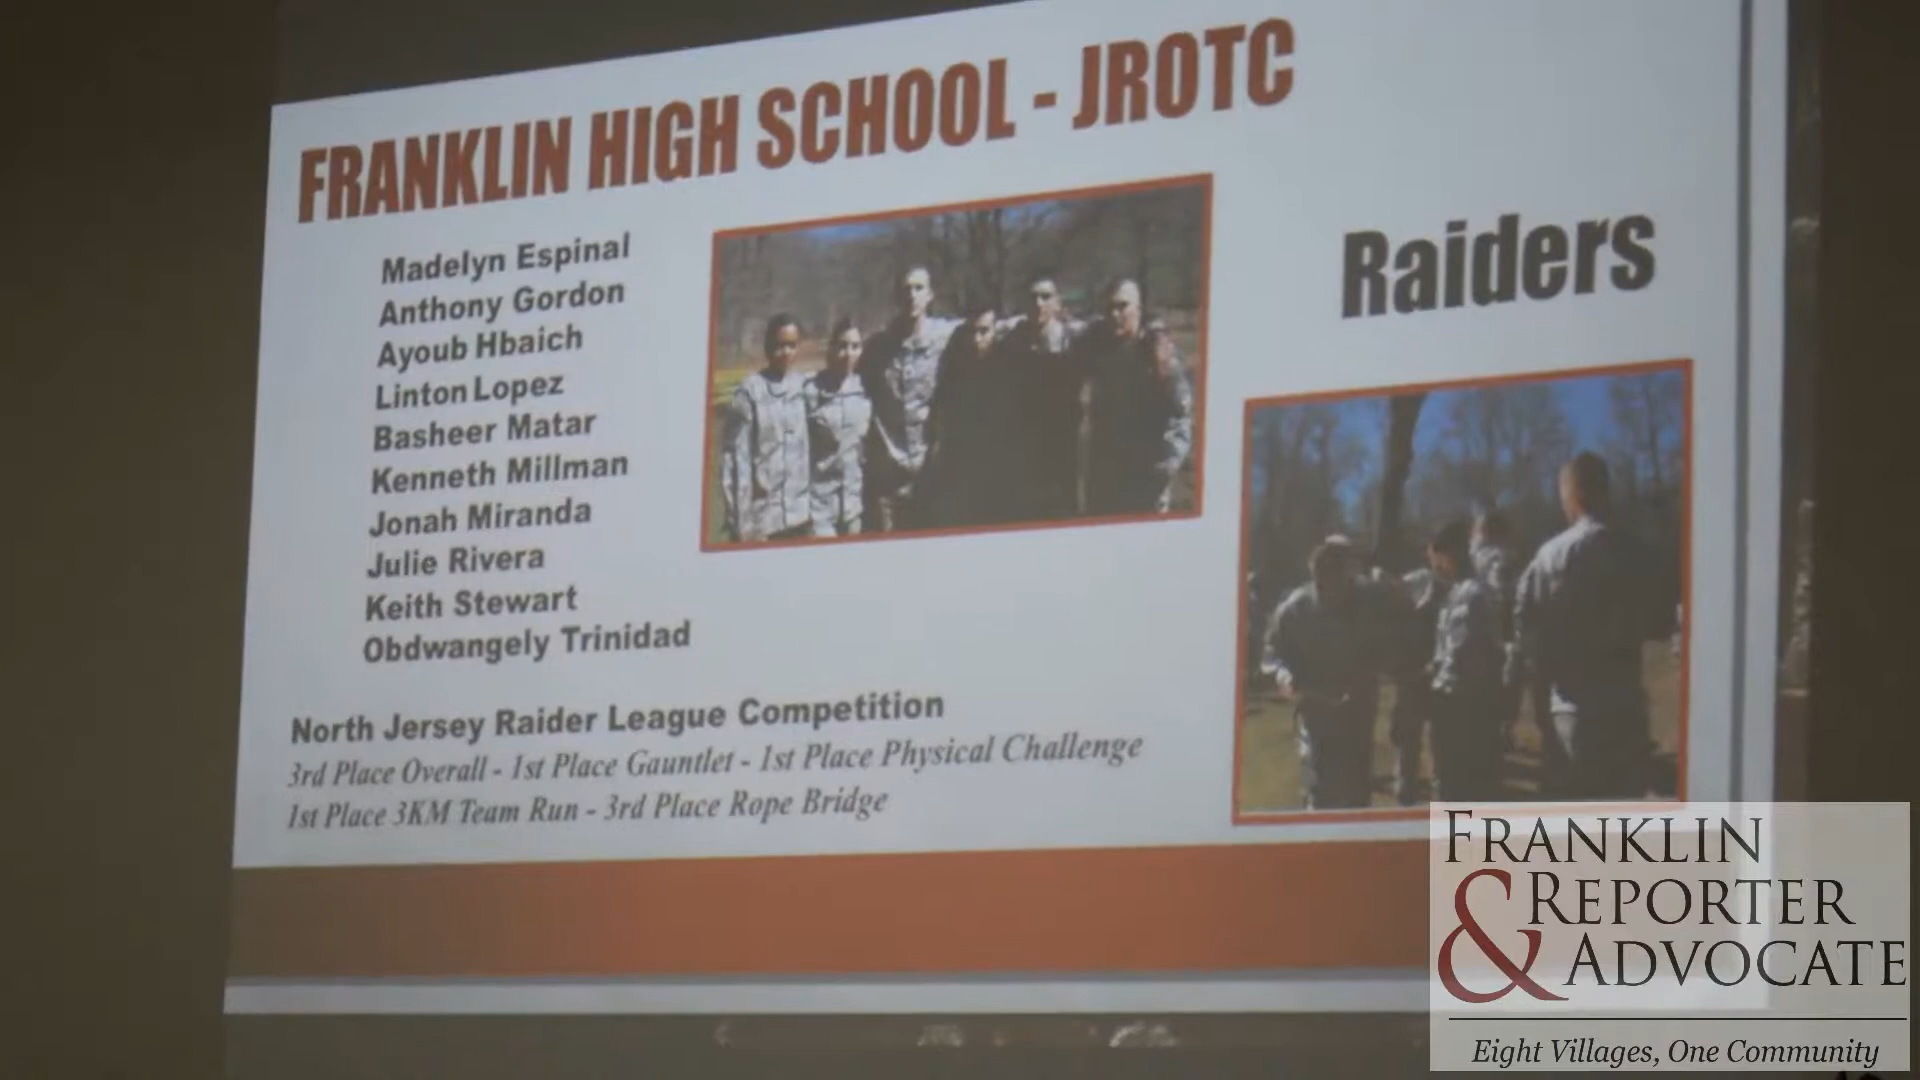 FRANKLIN HIGH SCHOOL - JROTC
Raiders
Madelyn Espinal
Anthony Gordon
Ayoub Hbaich
Linton Lopez
Basheer Matar
Kenneth Millman
Jonah Miranda
Julie Rivera
Keith Stewart
Obdwangely Trinidad
North Jersey Raider League Competition
3rd Place Overall - 1st Place Gauntlet - 1st Place Physical Challenge
1st Place 3KM Team Run - 3rd Place Rope Bridge
FRANKLIN
& REPORTER
ADVOCATE
Eight Villages, One Community